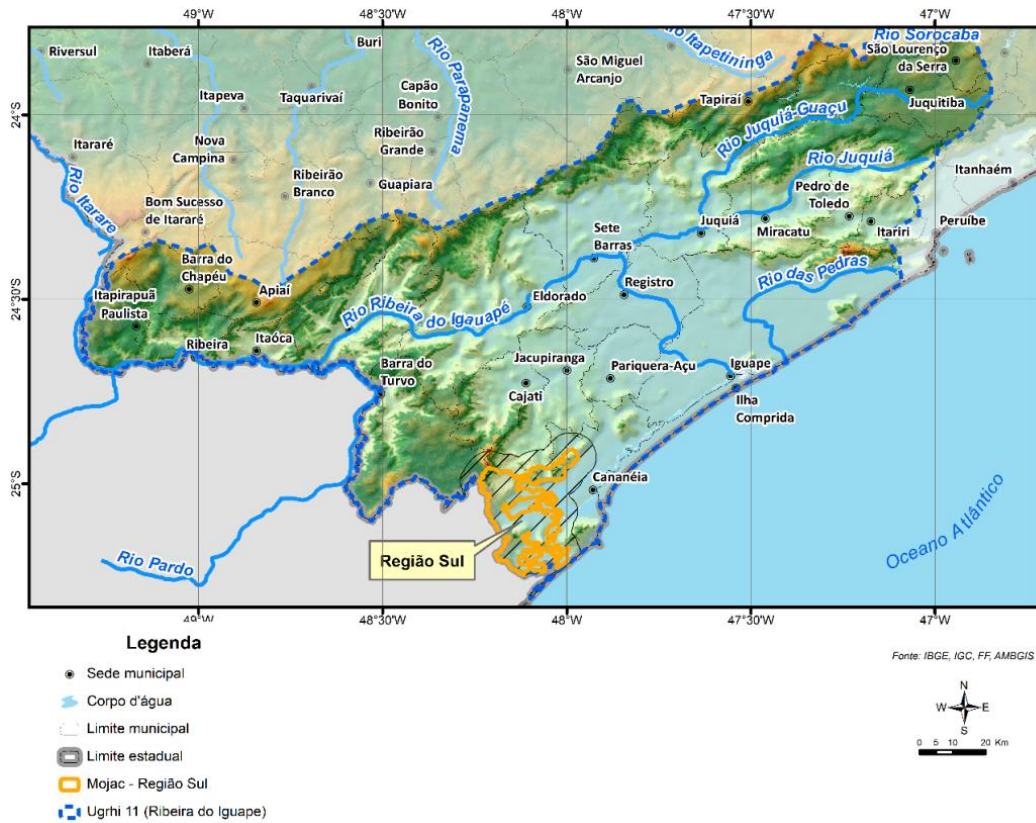 49°W
48°30'W
48°W
47°30'W
47°W
24°S
24°30'S
25°S
Riversul
Itaberá
Buri
Rio Parapanema
Rio Itapetininga
Rio Sorocaba
São Lourenço
da Serra
São Miguel
Arcanjo
Itapeva
Taquarivaí
Capão
Bonito
Tapiraí
Juquitiba
Itararé
Nova
Campina
Ribeirão
Grande
Rio Juquiá-Guaçu
Rio Juquiá
Itanhaém
Rio Itarare
Bom Sucesso
de Itararé
Ribeirão
Branco
Guapiara
Pedro de
Toledo
Juquiá
Miracatu
Itariri
Peruíbe
Sete
Barras
Barra do
Chapéu
Itapirapuã
Paulista
Apiaí
Rio Ribeira do Igauapé
Eldorado
Registro
Rio das Pedras
Ribeira
Itaóca
Barra do
Turvo
Jacupiranga
Cajati
Pariquera-Açu
Iguape
Ilha
Comprida
Cananéia
Região Sul
Rio Pardo
Oceano Atlântico
49°W
48°30'W
48°W
47°30'W
47°W
Legenda
Sede municipal
Corpo d'água
Limite municipal
Limite estadual
Mojac - Região Sul
Ugrhi 11 (Ribeira do Iguape)
Fonte: IBGE, IGC, FF, AMBGIS
N
W E
S
0 5 10 20 Km